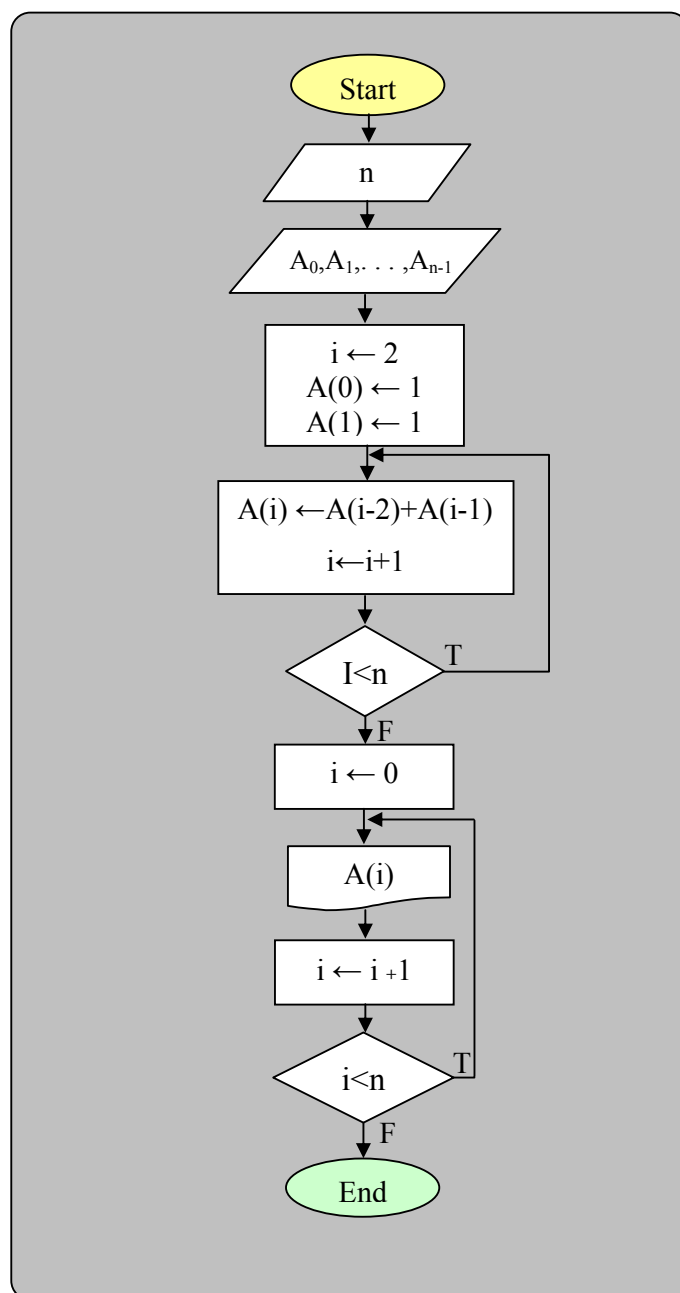 Start
n
A₀,A₁,. . . ,Aₙ₋₁
i ← 2
A(0) ← 1
A(1) ← 1
A(i) ←A(i-2)+A(i-1)
i←i+1
I<n
T
F
i ← 0
A(i)
i ← i +1
i<n
T
F
End